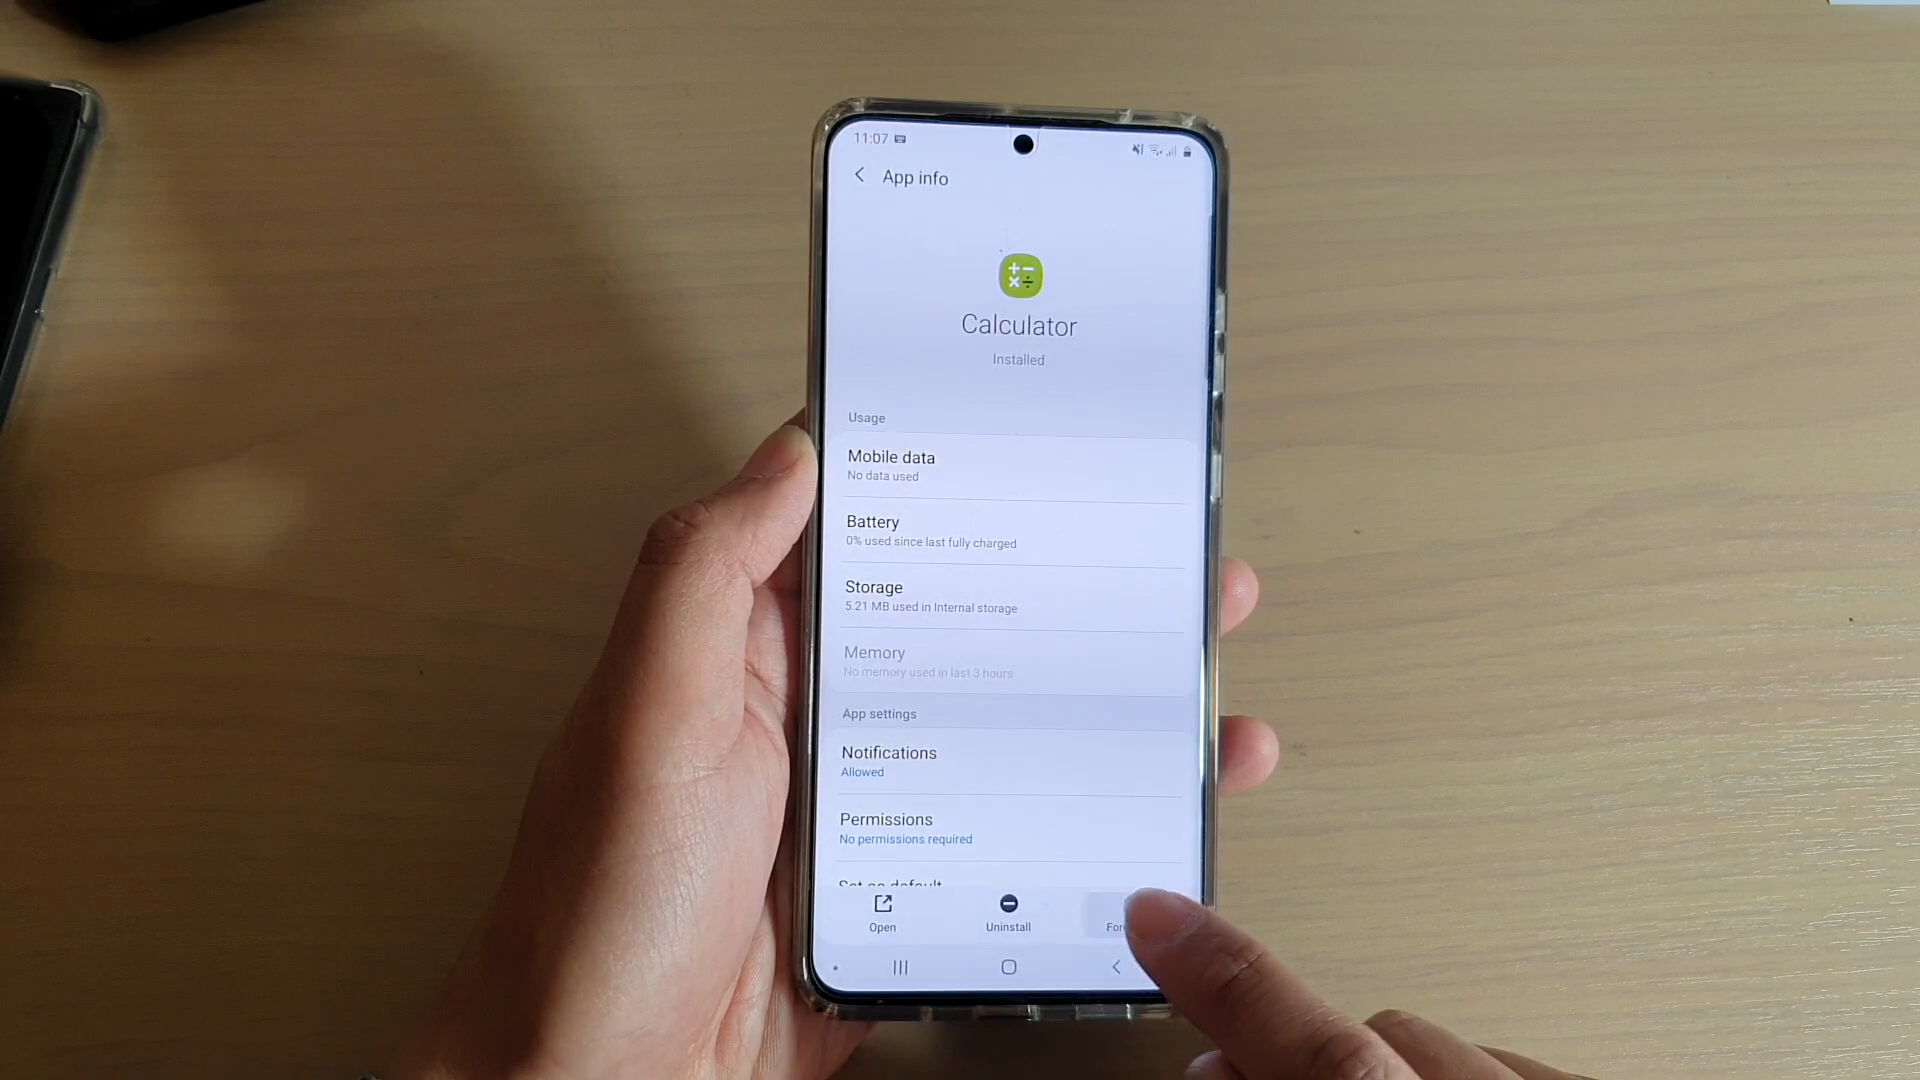 11:07
App info
Calculator
Installed
Usage
Mobile data
No data used
Battery
0% used since last fully charged
Storage
5.21 MB used in Internal storage
Memory
No memory used in last 3 hours
App settings
Notifications
Allowed
Permissions
No permissions required
Set as default
Open
Uninstall